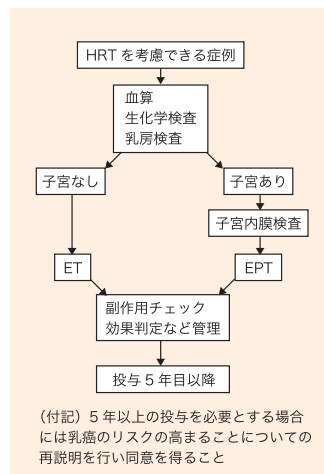 HRT を考慮できる症例
血算
生化学検査
乳房検査
子宮なし
子宮あり
子宮内膜検査
ET
EPT
副作用チェック
効果判定など管理
投与 5 年目以降
（付記）5 年以上の投与を必要とする場合
には乳癌のリスクの高まることについての
再説明を行い同意を得ること